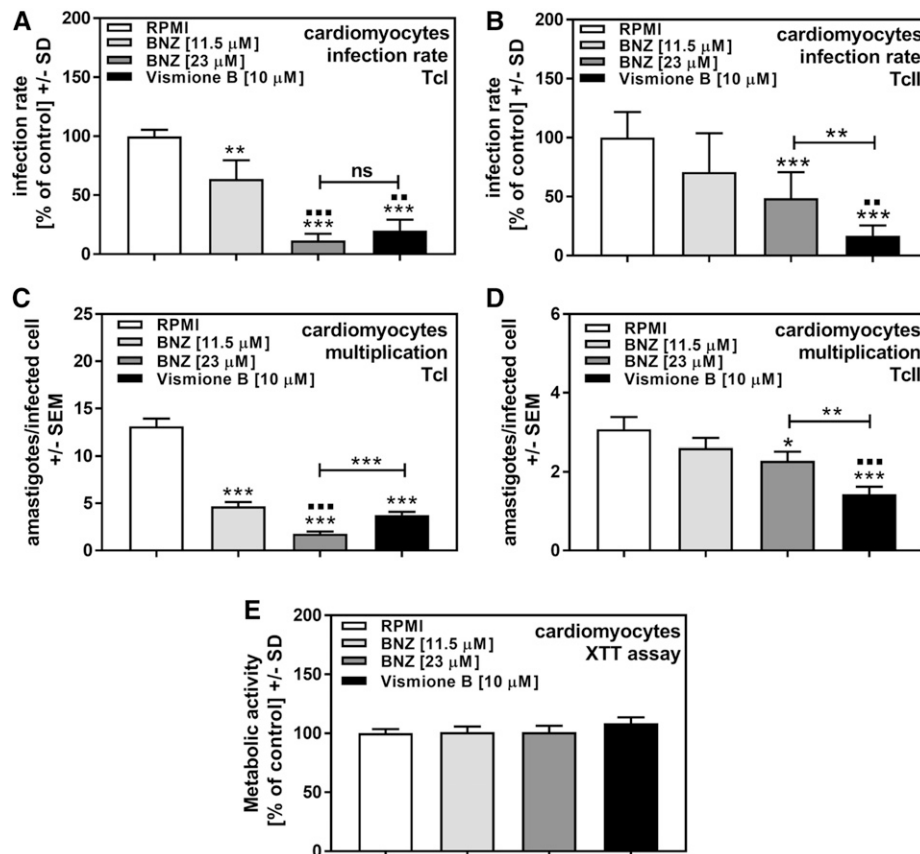 A
infection rate
[% of control] +/- SD
200
150
100
50
0
RPMI
BNZ [11.5 μM]
BNZ [23 μM]
Vismione B [10 μM]
cardiomyocytes
infection rate
TcI
**
ns
▪▪▪
***
▪▪
***
B
infection rate
[% of control] +/- SD
200
150
100
50
0
RPMI
BNZ [11.5 μM]
BNZ [23 μM]
Vismione B [10 μM]
cardiomyocytes
infection rate
TcII
**
***
▪▪
***
C
amastigotes/infected cell
+/- SEM
25
20
15
10
5
0
RPMI
BNZ [11.5 μM]
BNZ [23 μM]
Vismione B [10 μM]
cardiomyocytes
multiplication
TcI
***
***
▪▪▪
***
***
D
amastigotes/infected cell
+/- SEM
6
4
2
0
RPMI
BNZ [11.5 μM]
BNZ [23 μM]
Vismione B [10 μM]
cardiomyocytes
multiplication
TcII
**
*
▪▪▪
***
E
Metabolic activity
[% of control] +/- SD
200
150
100
50
0
RPMI
BNZ [11.5 μM]
BNZ [23 μM]
Vismione B [10 μM]
cardiomyocytes
XTT assay